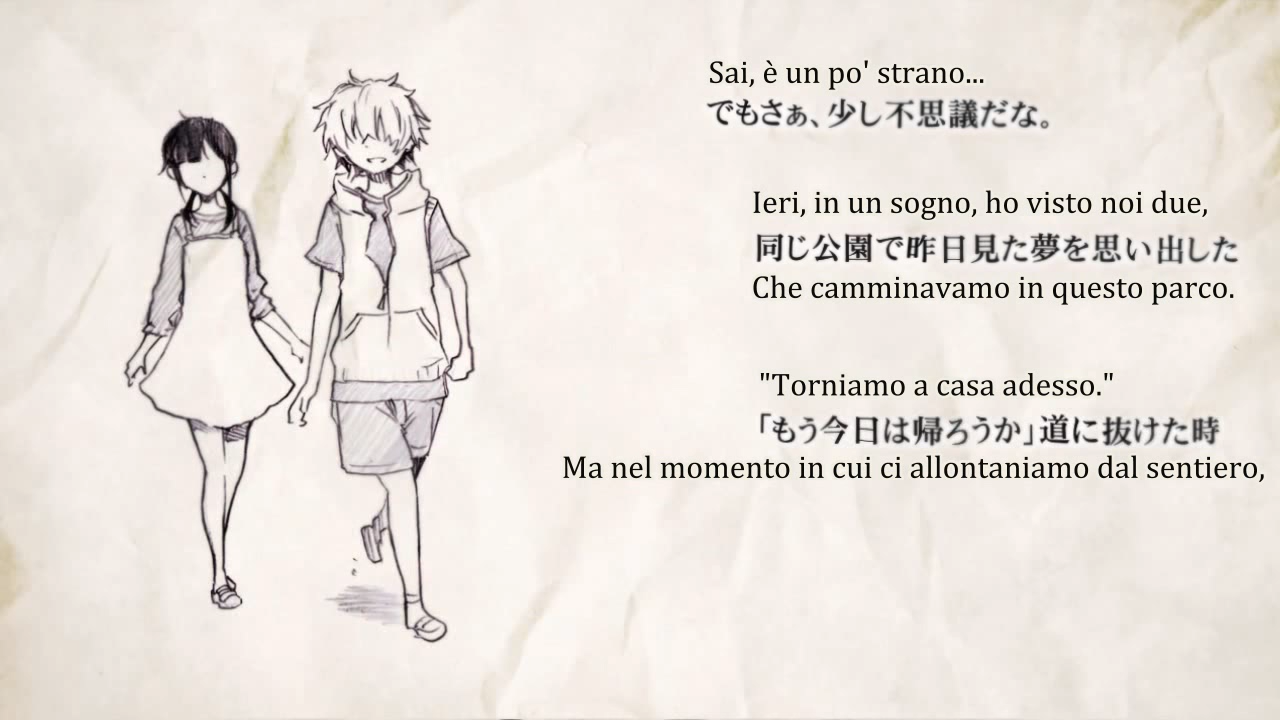 Sai, è un po' strano...
でもさぁ、少し不思議だな。
Ieri, in un sogno, ho visto noi due,
同じ公園で昨日見た夢を思い出した
Che camminavamo in questo parco.
"Torniamo a casa adesso."
「もう今日は帰ろうか」道に抜けた時
Ma nel momento in cui ci allontaniamo dal sentiero,